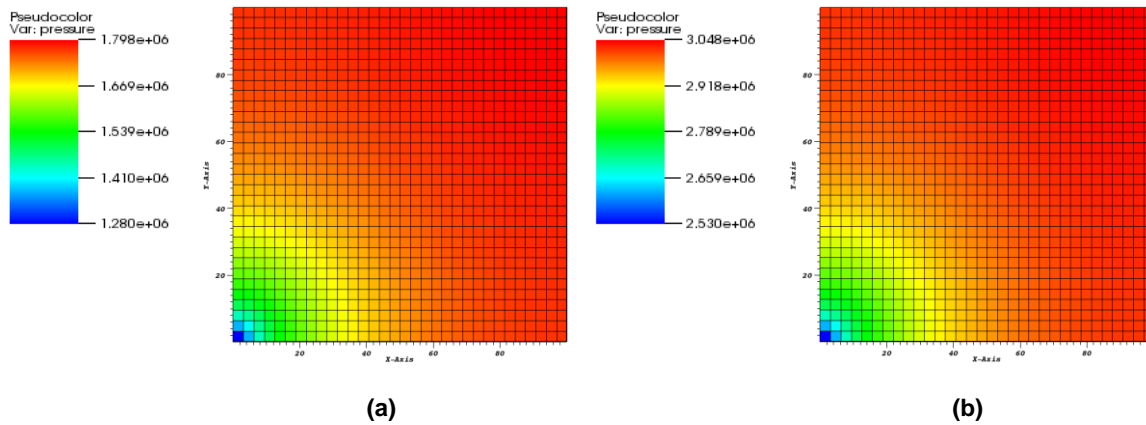 Pseudocolor
Var: pressure
1.798e+06
1.669e+06
1.539e+06
1.410e+06
1.280e+06
80
60
40
20
Y-Axis
20 40 60 80
X-Axis
(a)
Pseudocolor
Var: pressure
3.048e+06
2.918e+06
2.789e+06
2.659e+06
2.530e+06
80
60
40
20
Y-Axis
20 40 60 80
X-Axis
(b)